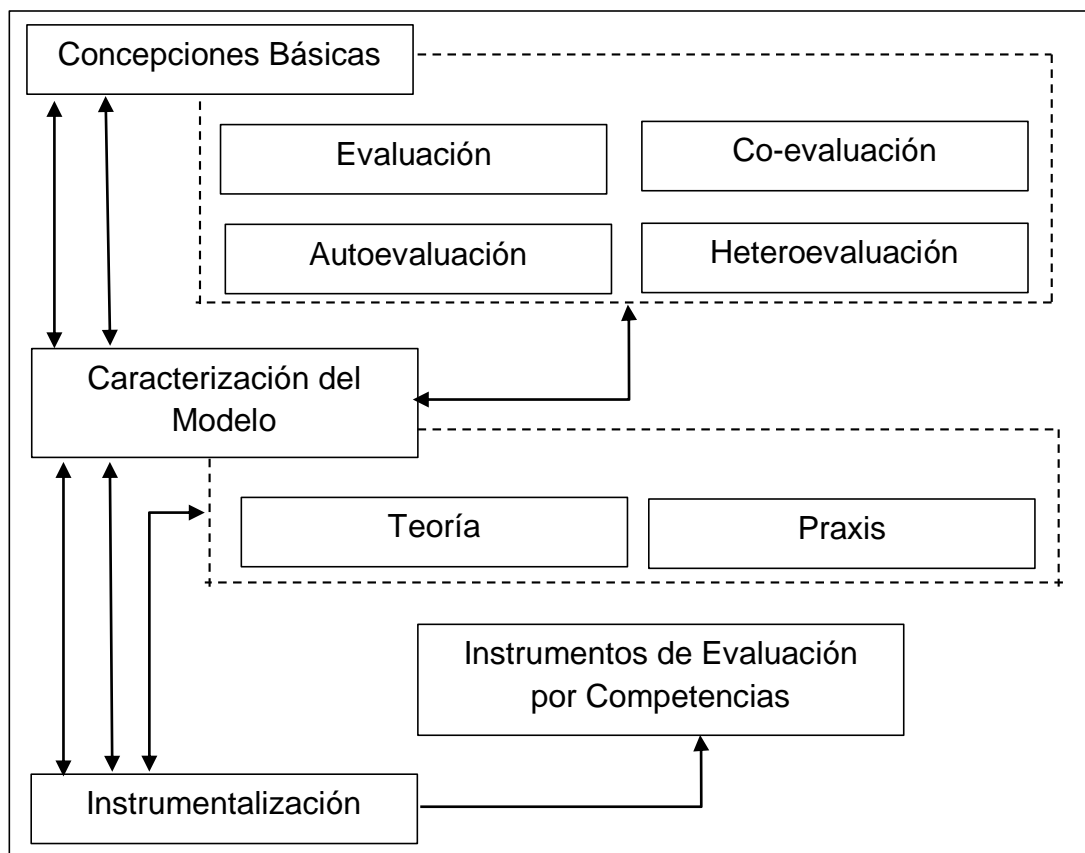 Concepciones Básicas
Evaluación
Co-evaluación
Autoevaluación
Heteroevaluación
Caracterización del
Modelo
Teoría
Praxis
Instrumentos de Evaluación
por Competencias
Instrumentalización